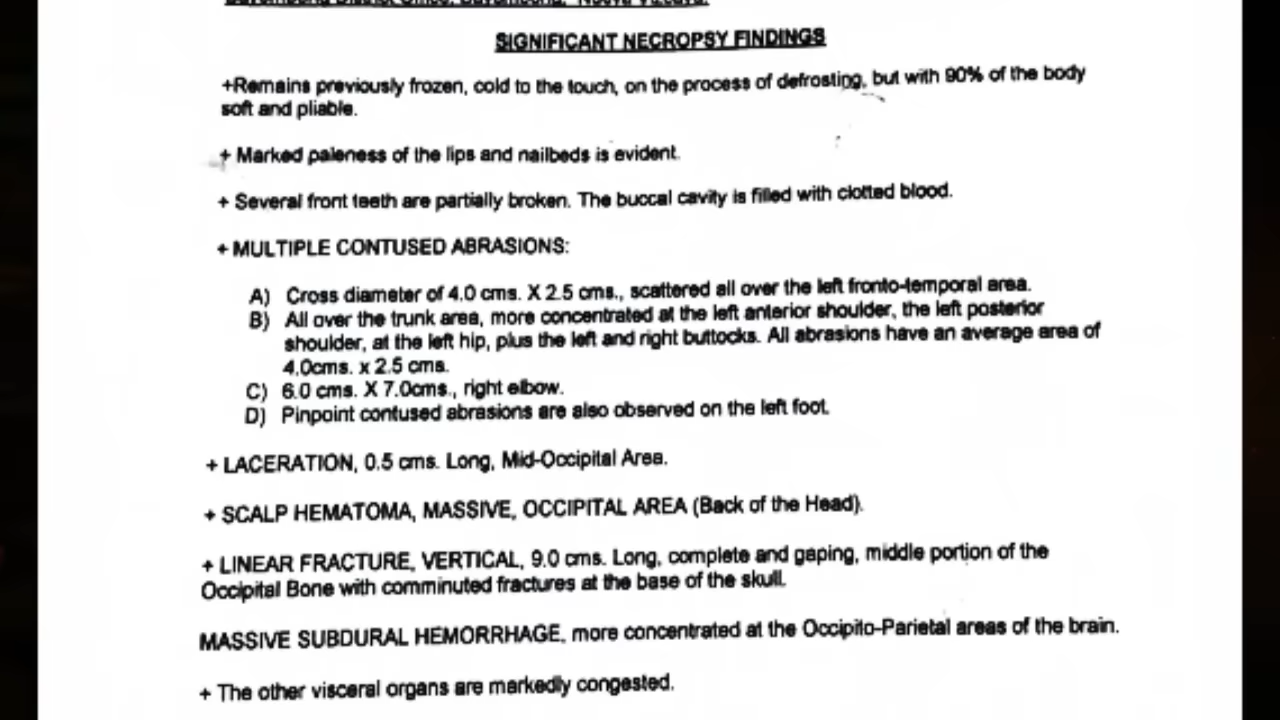 SIGNIFICANT NECROPSY FINDINGS
+Remains previously frozen, cold to the touch, on the process of defrosting, but with 90% of the body
soft and pliable.
+ Marked paleness of the lips and nailbeds is evident.
+ Several front teeth are partially broken. The buccal cavity is filled with clotted blood.
+ MULTIPLE CONTUSED ABRASIONS:
A) Cross diameter of 4.0 cms. X 2.5 cms., scattered all over the left fronto-temporal area.
B) All over the trunk area, more concentrated at the left anterior shoulder, the left posterior
shoulder, at the left hip, plus the left and right buttocks. All abrasions have an average area of
4.0cms. x 2.5 cms.
C) 6.0 cms. X 7.0cms., right elbow.
D) Pinpoint contused abrasions are also observed on the left foot.
+ LACERATION, 0.5 cms. Long, Mid-Occipital Area.
+ SCALP HEMATOMA, MASSIVE, OCCIPITAL AREA (Back of the Head).
+ LINEAR FRACTURE, VERTICAL, 9.0 cms. Long, complete and gaping, middle portion of the
Occipital Bone with comminuted fractures at the base of the skull.
MASSIVE SUBDURAL HEMORRHAGE, more concentrated at the Occipito-Parietal areas of the brain.
+ The other visceral organs are markedly congested.